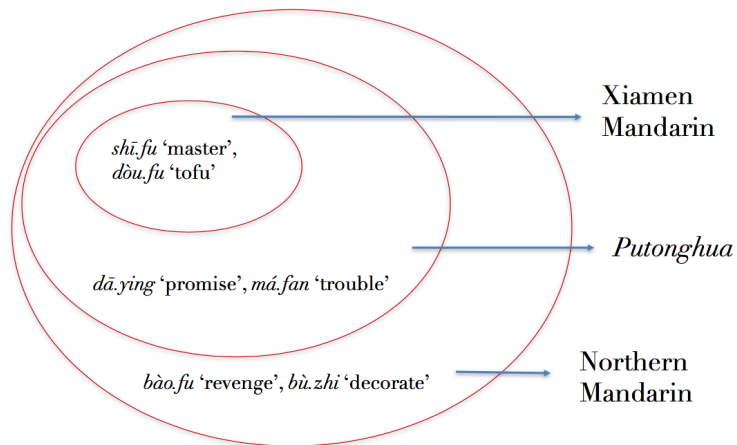 shī.fu ‘master’,
dòu.fu ‘tofu’
Xiamen
Mandarin
Putonghua
dā.ying ‘promise’, má.fan ‘trouble’
bào.fu ‘revenge’, bù.zhi ‘decorate’
Northern
Mandarin